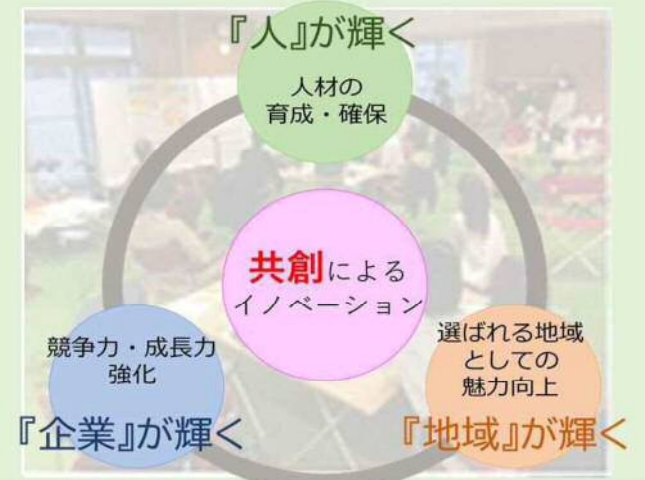 『人』が輝く
人材の
育成・確保
共創による
イノベーション
競争力・成長力
強化
『企業』が輝く
選ばれる地域
としての
魅力向上
『地域』が輝く